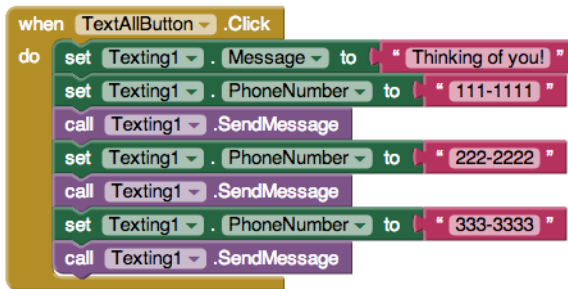 when TextAllButton .Click
do set Texting1 . Message to " Thinking of you! "
set Texting1 . PhoneNumber to " 111-1111 "
call Texting1 .SendMessage
set Texting1 . PhoneNumber to " 222-2222 "
call Texting1 .SendMessage
set Texting1 . PhoneNumber to " 333-3333 "
call Texting1 .SendMessage